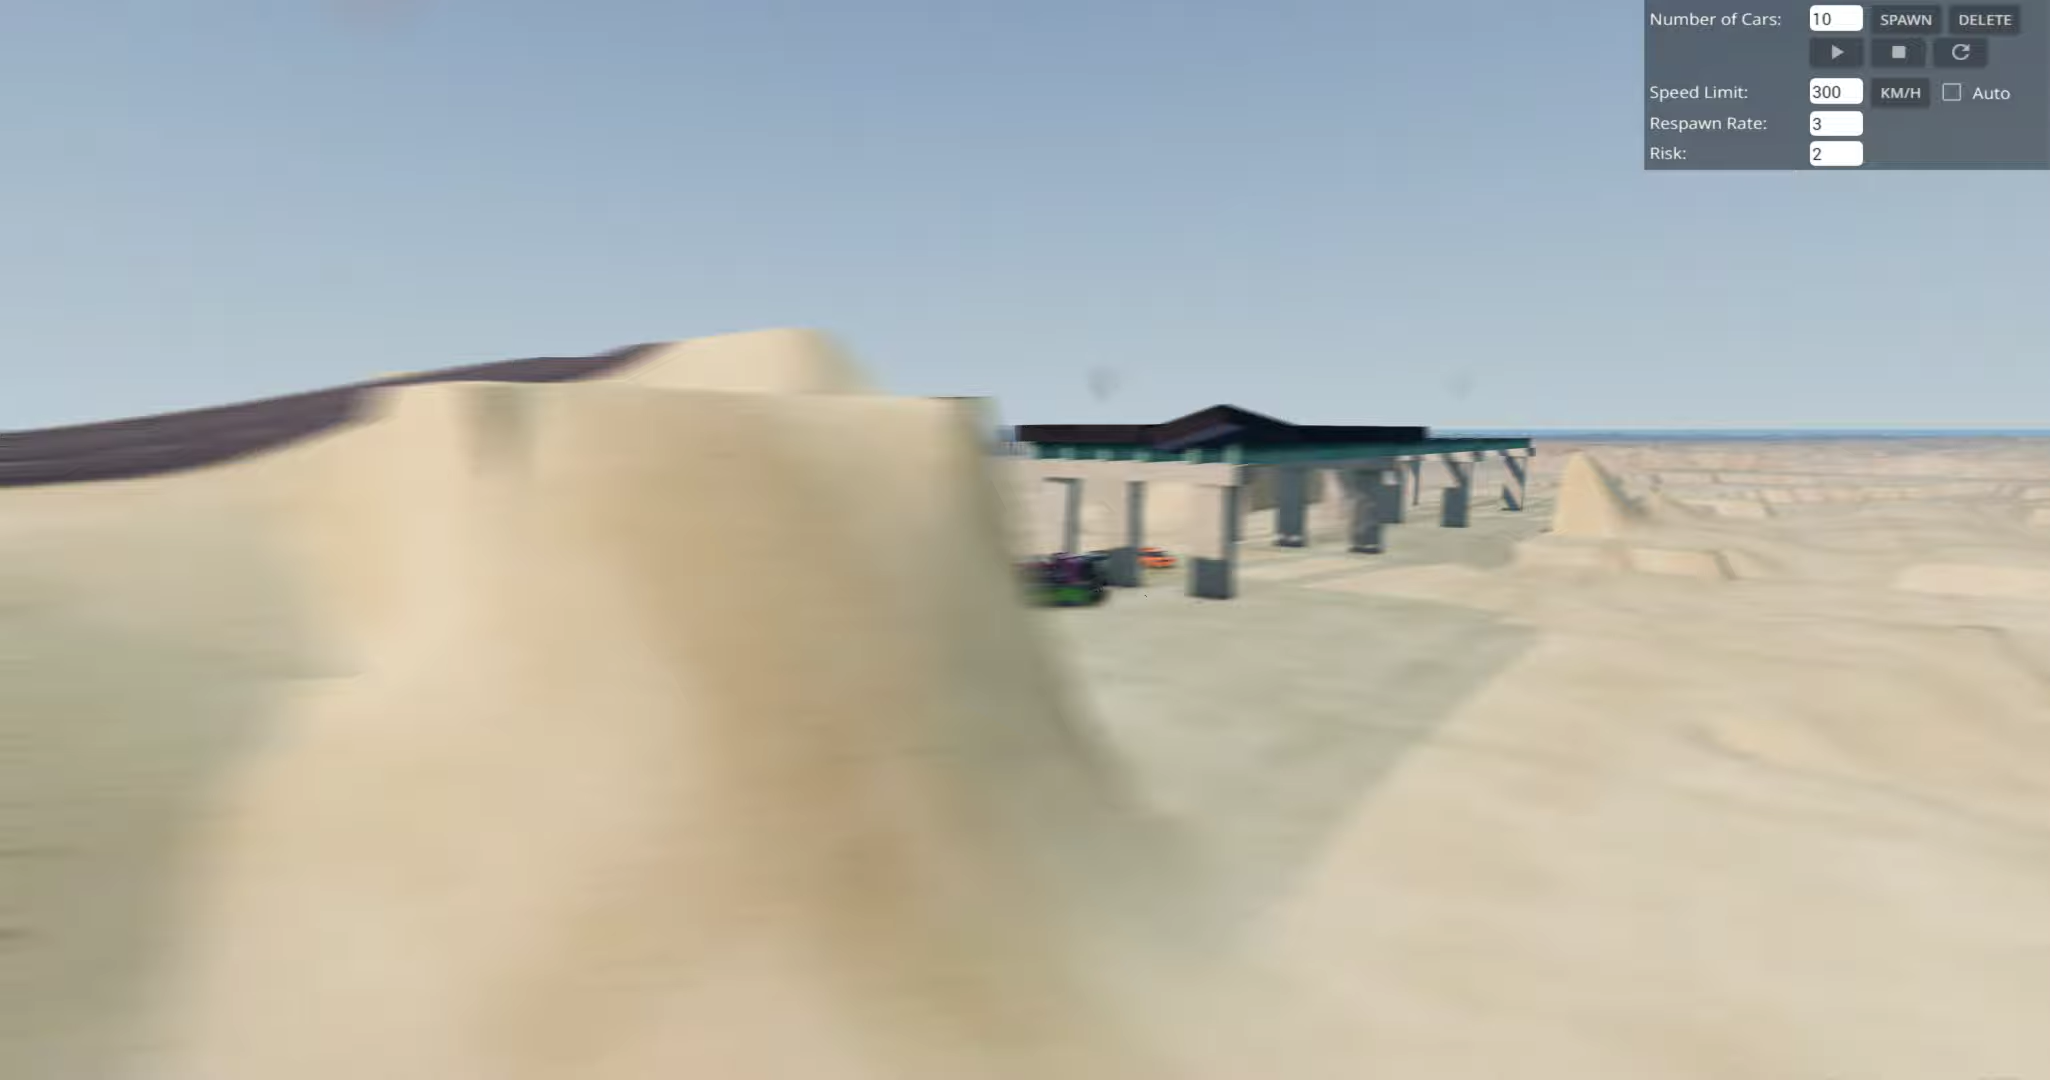 Number of Cars: 10 SPAWN DELETE
Speed Limit: 300 KM/H Auto
Respawn Rate: 3
Risk: 2